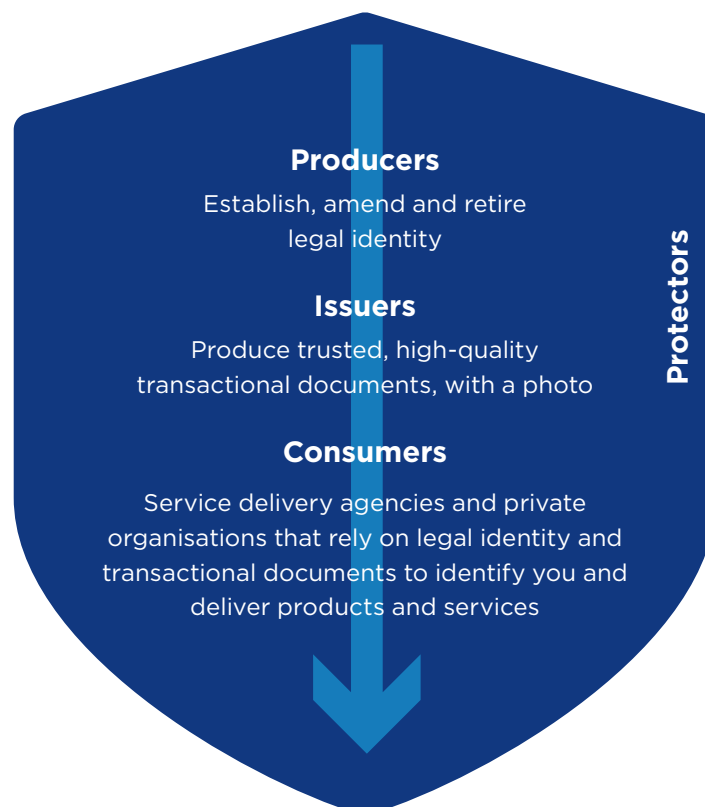 Producers
Establish, amend and retire
legal identity
Issuers
Produce trusted, high-quality
transactional documents, with a photo
Consumers
Service delivery agencies and private
organisations that rely on legal identity and
transactional documents to identify you and
deliver products and services
Protectors